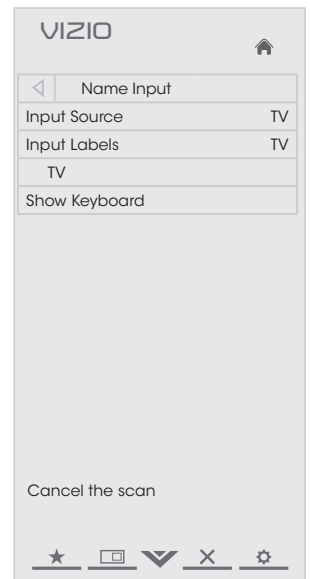 VIZIO
Name Input
Input Source TV
Input Labels TV
TV
Show Keyboard
Cancel the scan